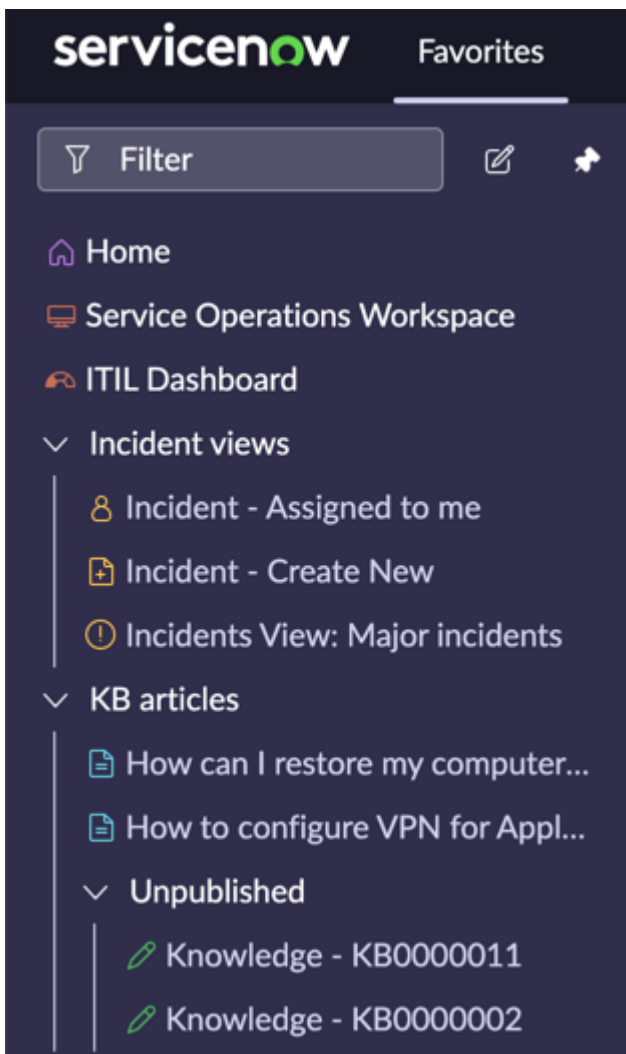 servicenow
Favorites
Filter
Home
Service Operations Workspace
ITIL Dashboard
Incident views
Incident - Assigned to me
Incident - Create New
Incidents View: Major incidents
KB articles
How can I restore my computer...
How to configure VPN for Appl...
Unpublished
Knowledge - KB0000011
Knowledge - KB0000002